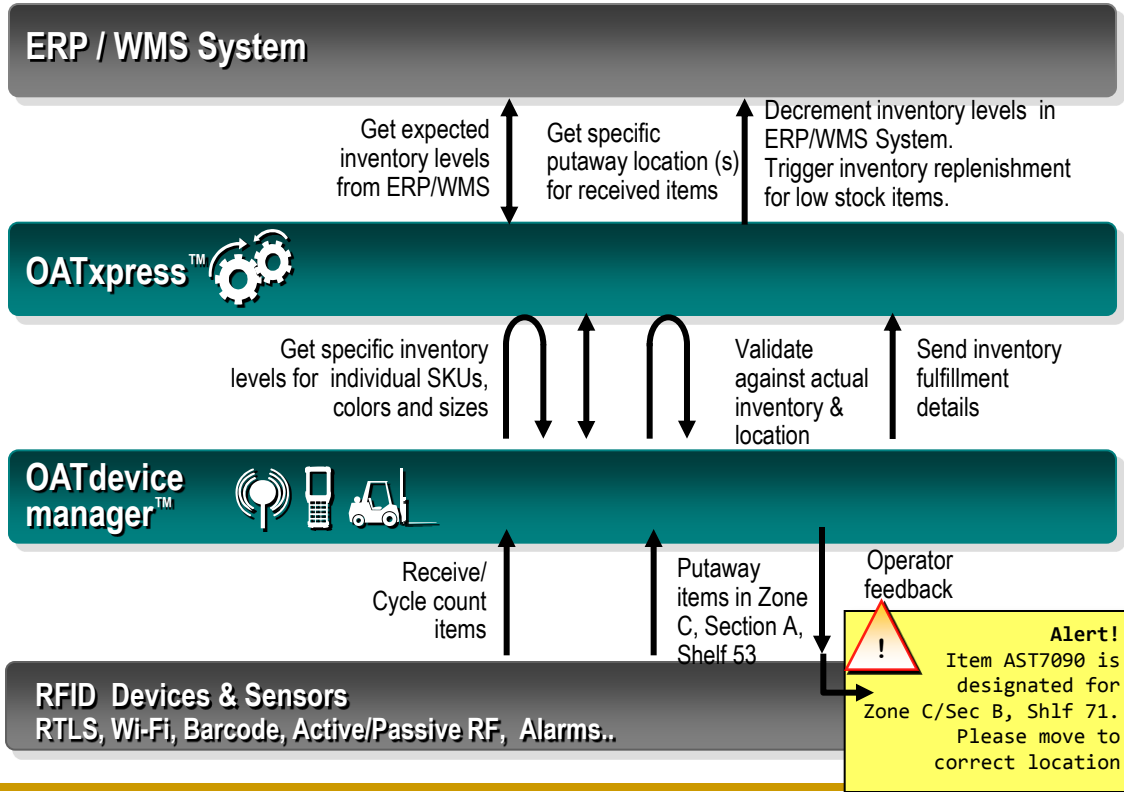 ERP / WMS System
Get expected
inventory levels
from ERP/WMS
Get specific
putaway location (s)
for received items
Decrement inventory levels in
ERP/WMS System.
Trigger inventory replenishment
for low stock items.
OATxpress™
Get specific inventory
levels for individual SKUs,
colors and sizes
Validate
against actual
inventory &
location
Send inventory
fulfillment
details
OATdevice
manager™
Receive/
Cycle count
items
Putaway
items in Zone
C, Section A,
Shelf 53
Operator
feedback
!
Alert!
Item AST7090 is
designated for
Zone C/Sec B, Shlf 71.
Please move to
correct location
RFID Devices & Sensors
RTLS, Wi-Fi, Barcode, Active/Passive RF, Alarms..